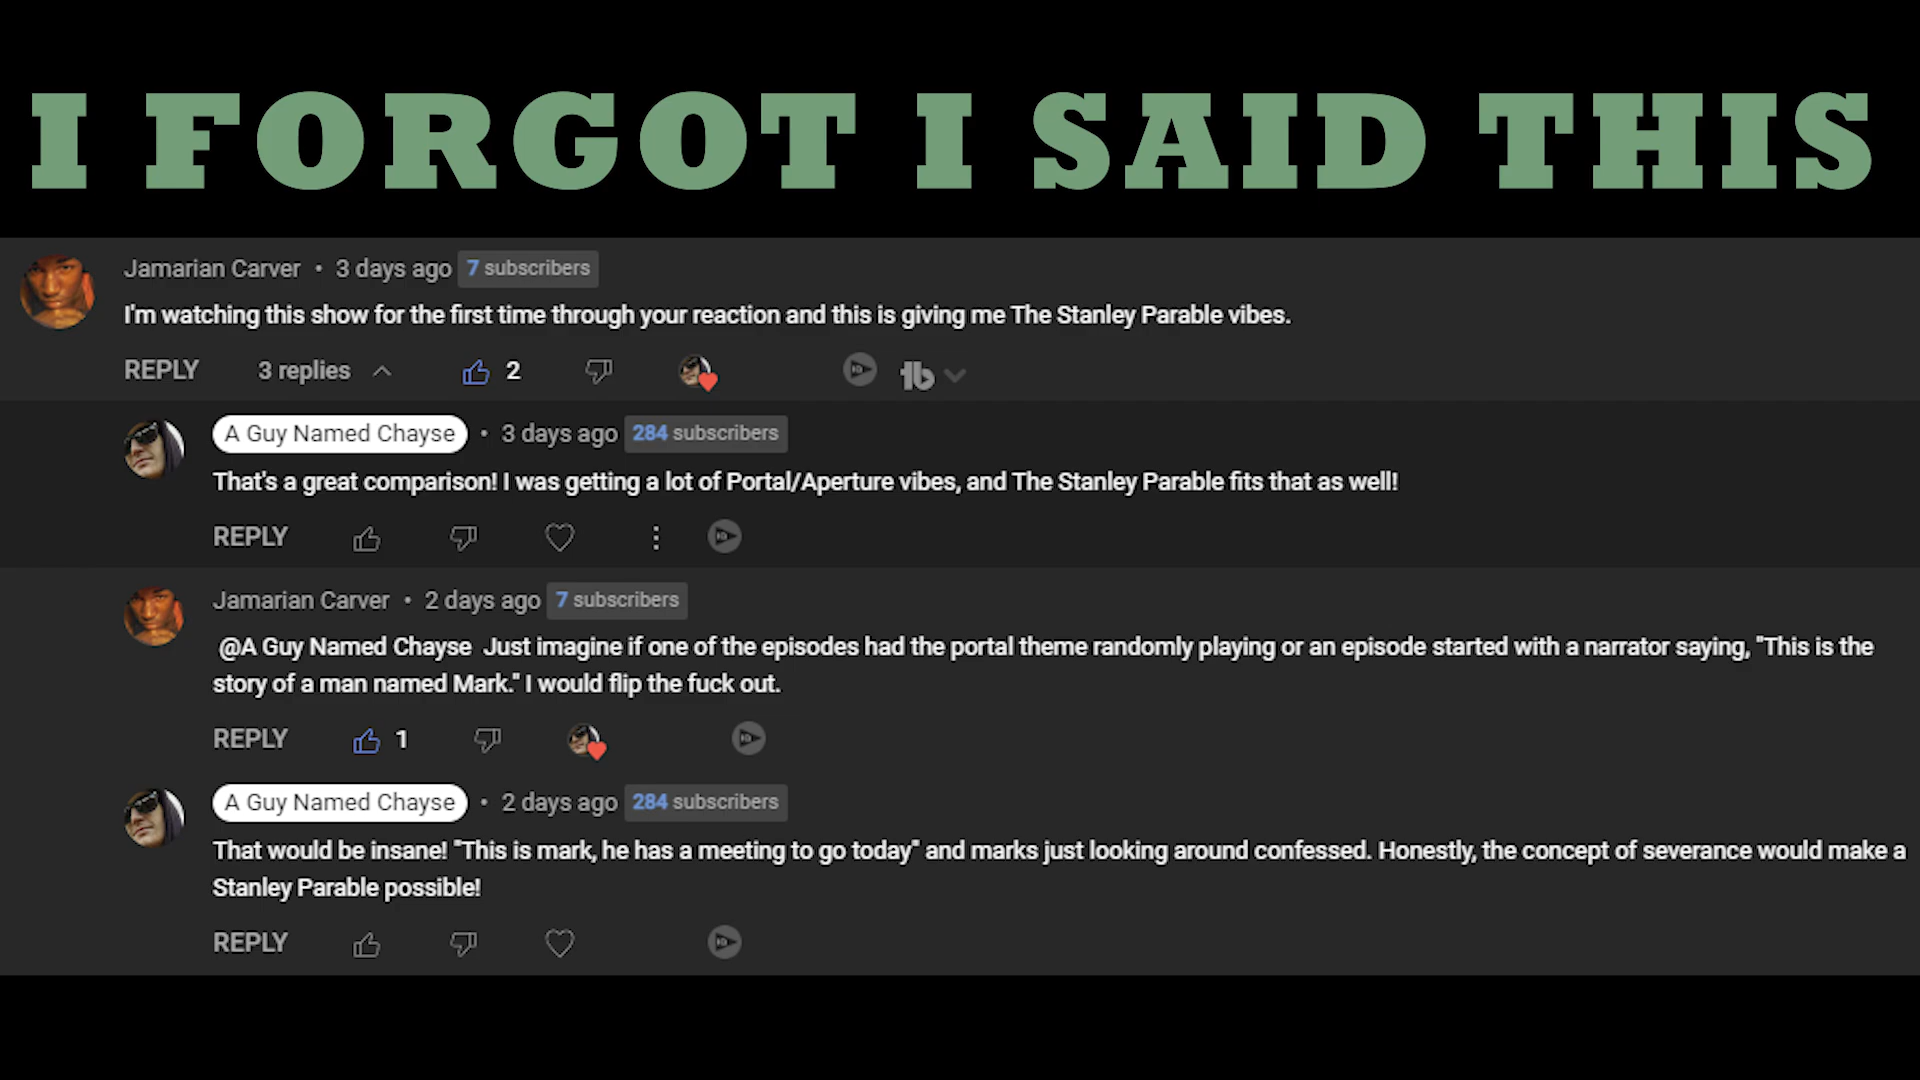 I FORGOT I SAID THIS
Jamarian Carver • 3 days ago 7 subscribers
I'm watching this show for the first time through your reaction and this is giving me The Stanley Parable vibes.
REPLY 3 replies 2
A Guy Named Chayse • 3 days ago 284 subscribers
That's a great comparison! I was getting a lot of Portal/Aperture vibes, and The Stanley Parable fits that as well!
REPLY
Jamarian Carver • 2 days ago 7 subscribers
@A Guy Named Chayse Just imagine if one of the episodes had the portal theme randomly playing or an episode started with a narrator saying, "This is the
story of a man named Mark." I would flip the fuck out.
REPLY 1
A Guy Named Chayse • 2 days ago 284 subscribers
That would be insane! "This is mark, he has a meeting to go today" and marks just looking around confessed. Honestly, the concept of severance would make a
Stanley Parable possible!
REPLY